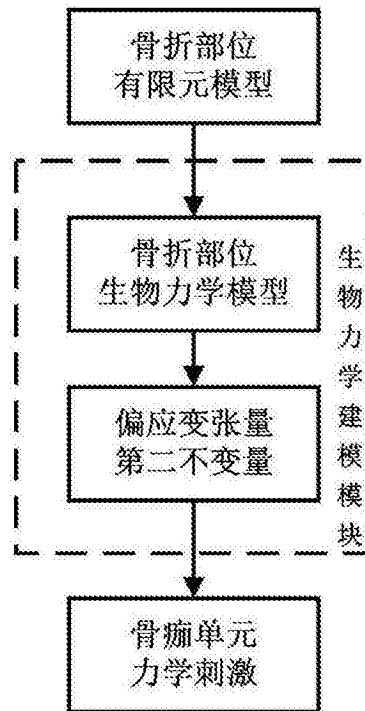 骨折部位
有限元模型
骨折部位
生物力学模型
偏应变张量
第二不变量
生物力学建模模块
骨痂单元
力学刺激